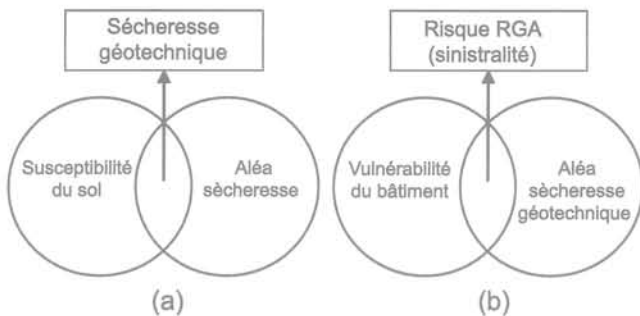 Sécheresse
géotechnique
Susceptibilité
du sol
Aléa
sècheresse
(a)
Risque RGA
(sinistralité)
Vulnérabilité
du bâtiment
Aléa
sècheresse
géotechnique
(b)